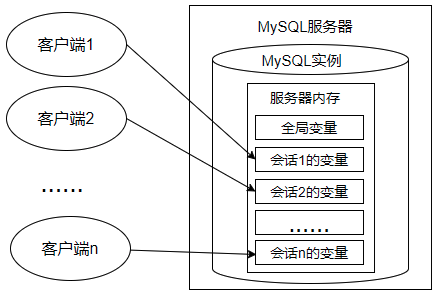 客户端1
客户端2
……
客户端n
MySQL服务器
MySQL实例
服务器内存
全局变量
会话1的变量
会话2的变量
……
会话n的变量